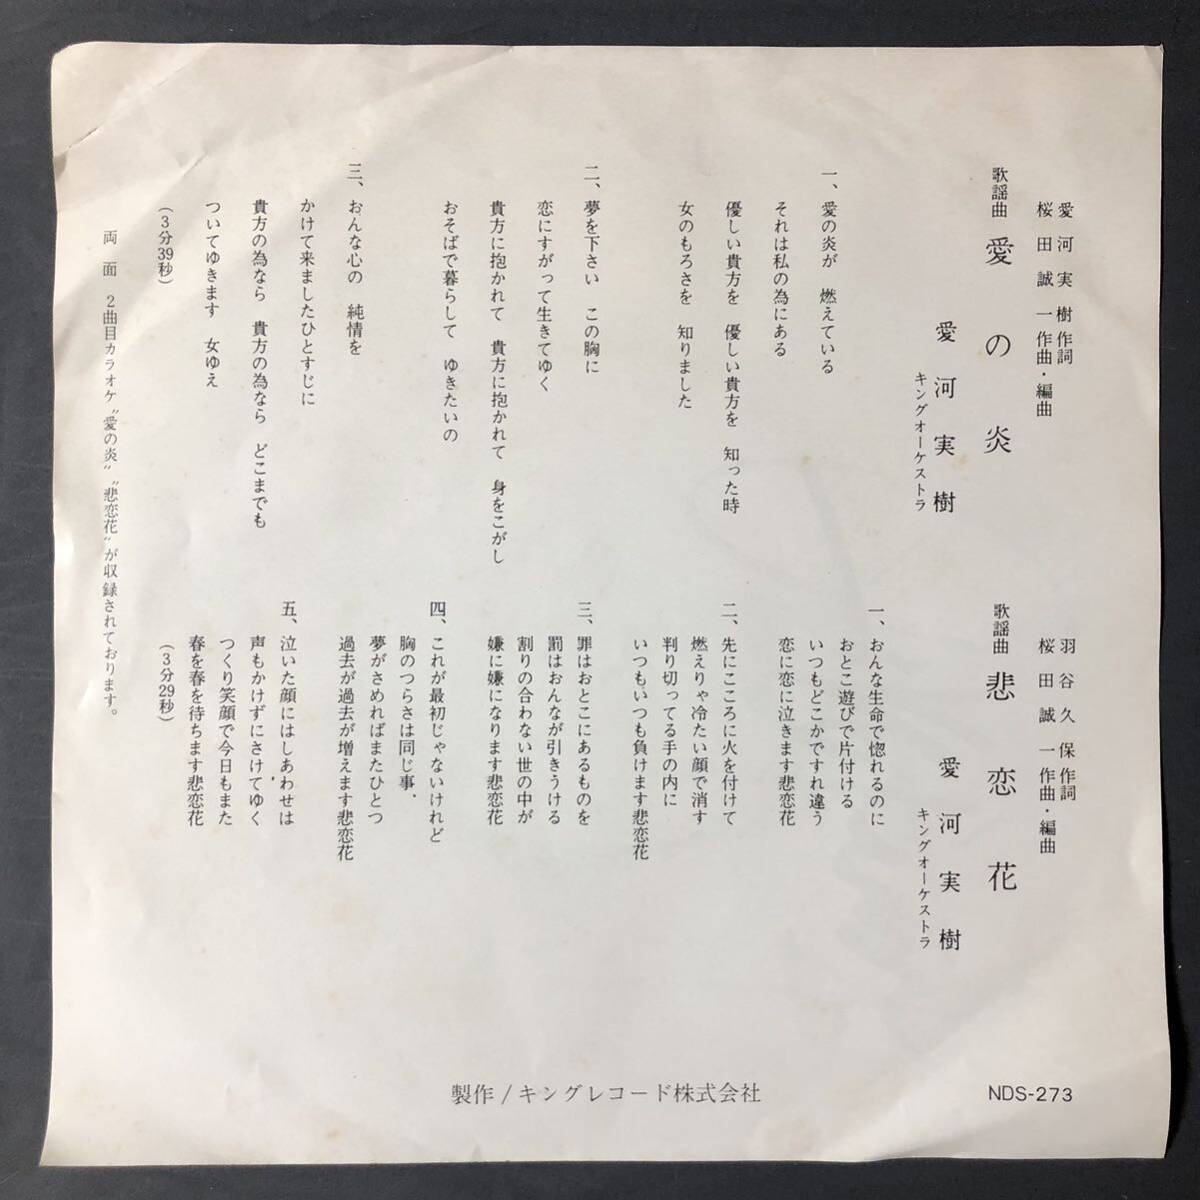 愛河実樹 作詞
桜田誠一 作曲・編曲
歌謡曲 愛の炎
愛河実樹
キングオーケストラ
一、愛の炎が 燃えている
それは私の為にある
優しい貴方を 優しい貴方を 知った時
女のもろさを 知りました
二、夢を下さい この胸に
恋にすがって生きてゆく
貴方に抱かれて 貴方に抱かれて 身をこがし
おそばで暮らして ゆきたいの
三、おんな心の 純情を
かけて来ましたひとすじに
貴方の為なら 貴方の為なら どこまでも
ついてゆきます 女ゆえ
(3分39秒)
羽谷久保 作詞
桜田誠一 作曲・編曲
歌謡曲 悲恋花
愛河実樹
キングオーケストラ
一、おんな生命で惚れるのに
おとこ遊びで片付ける
いつもどこかですれ違う
恋に恋に泣きます悲恋花
二、先にこころに火を付けて
燃えりゃ冷たい顔で消す
判り切ってる手の内に
いつもいつも負けます悲恋花
三、罪はおとこにあるものを
罰はおんなが引きうける
割りの合わない世の中が
嫌に嫌になります悲恋花
四、これが最初じゃないけれど
胸のつらさは同じ事.
夢がさめればまたひとつ
過去が過去が増えます悲恋花
五、泣いた顔にはしあわせは
声もかけずにさけてゆく
つくり笑顔で今日もまた
春を春を待ちます悲恋花
(3分29秒)
両面 2曲目カラオケ“愛の炎”“悲恋花”が収録されております。
製作/キングレコード株式会社
NDS-273